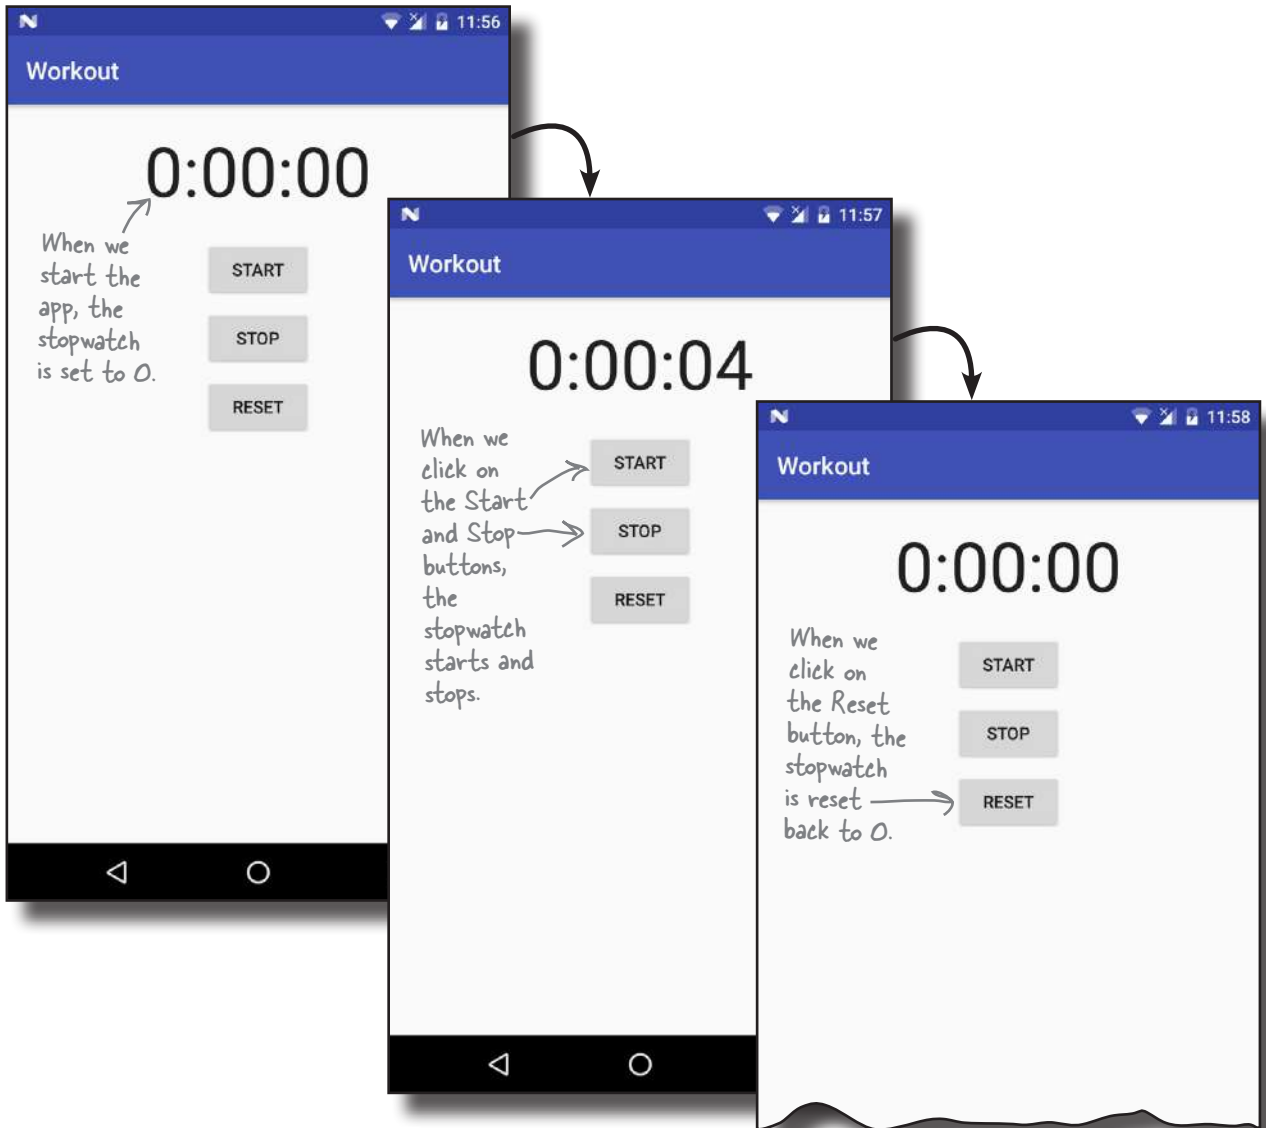 11:56
Workout
0:00:00
When we
start the
app, the
stopwatch
is set to 0.
START
STOP
RESET
11:57
Workout
0:00:04
When we
click on
the Start
and Stop
buttons,
the
stopwatch
starts and
stops.
START
STOP
RESET
11:58
Workout
0:00:00
When we
click on
the Reset
button, the
stopwatch
is reset
back to 0.
START
STOP
RESET